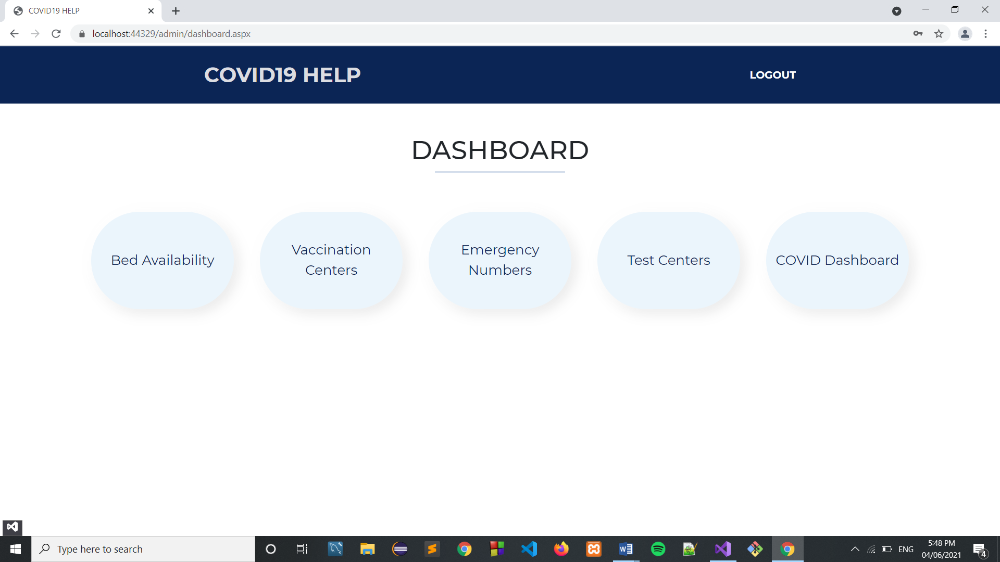 COVID19 HELP
localhost:44329/admin/dashboard.aspx
COVID19 HELP
LOGOUT
DASHBOARD
Bed Availability
Vaccination
Centers
Emergency
Numbers
Test Centers
COVID Dashboard
Type here to search
ENG
5:48 PM
04/06/2021
4